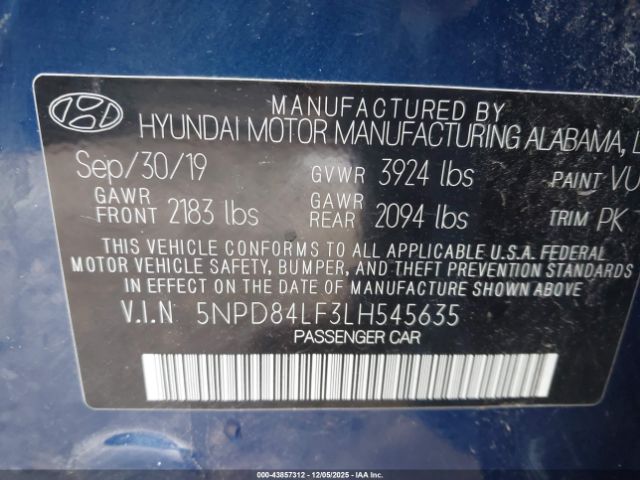 MANUFACTURED BY
HYUNDAI MOTOR MANUFACTURING ALABAMA, L
Sep/30/19 GVWR 3924 lbs PAINT VU
GAWR FRONT 2183 lbs GAWR REAR 2094 lbs TRIM PK
THIS VEHICLE CONFORMS TO ALL APPLICABLE U.S.A. FEDERAL
MOTOR VEHICLE SAFETY, BUMPER, AND THEFT PREVENTION STANDARDS
IN EFFECT ON THE DATE OF MANUFACTURE SHOWN ABOVE.
V.I.N 5NPD84LF3LH545635
PASSENGER CAR
©No-43857312 - 12/05/2025 - IAA Inc.